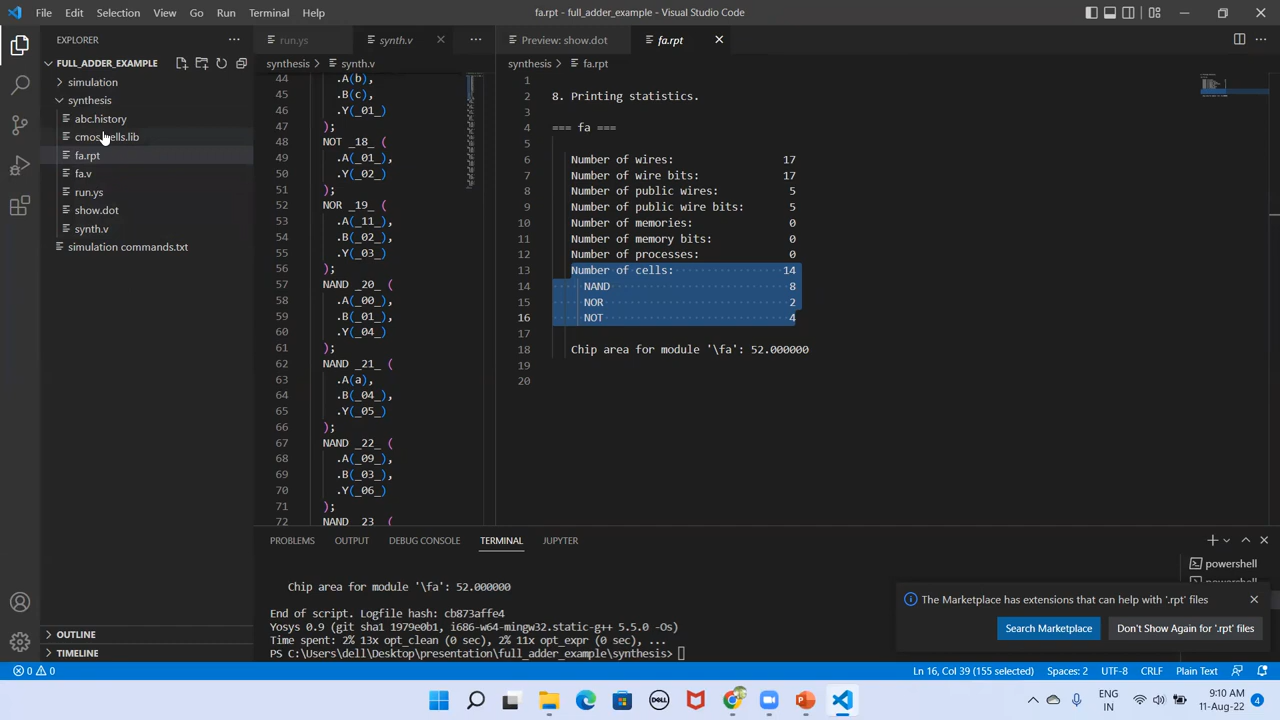 File Edit Selection View Go Run Terminal Help
fa.rpt - full_adder_example - Visual Studio Code
EXPLORER
FULL_ADDER_EXAMPLE
simulation
synthesis
abc.history
fa.rpt
fa.v
run.ys
show.dot
synth.v
simulation commands.txt
OUTLINE
TIMELINE
run.ys synth.v
synthesis > synth.v
44 .A(b),
45 .B(c),
46 .Y(_01_)
47 );
48 NOT _18_ (
49 .A(_01_),
50 .Y(_02_)
51 );
52 NOR _19_ (
53 .A(_11_),
54 .B(_02_),
55 .Y(_03_)
56 );
57 NAND _20_ (
58 .A(_00_),
59 .B(_01_),
60 .Y(_04_)
61 );
62 NAND _21_ (
63 .A(a),
64 .B(_04_),
65 .Y(_05_)
66 );
67 NAND _22_ (
68 .A(_09_),
69 .B(_03_),
70 .Y(_06_)
71 );
72 NAND _23_ (
Preview: show.dot fa.rpt
synthesis > fa.rpt
1
2 8. Printing statistics.
3
4 === fa ===
5
6 Number of wires: 17
7 Number of wire bits: 17
8 Number of public wires: 5
9 Number of public wire bits: 5
10 Number of memories: 0
11 Number of memory bits: 0
12 Number of processes: 0
13 Number of cells: 14
14 NAND 8
15 NOR 2
16 NOT 4
17
18 Chip area for module '\fa': 52.000000
19
20
PROBLEMS OUTPUT DEBUG CONSOLE TERMINAL JUPYTER
Chip area for module '\fa': 52.000000
End of script. Logfile hash: cb873affe4
Yosys 0.9 (git sha1 1979e0b1, i686-w64-mingw32.static-g++ 5.5.0 -Os)
Time spent: 2% 13x opt_clean (0 sec), 2% 11x opt_expr (0 sec), ...
PS C:\Users\dell\Desktop\presentation\full_adder_example\synthesis>
powershell
The Marketplace has extensions that can help with '.rpt' files
Search Marketplace Don't Show Again for '.rpt' files
0 0
Ln 16, Col 39 (155 selected) Spaces: 2 UTF-8 CRLF Plain Text
DELL
ENG
IN
9:10 AM
11-Aug-22
4